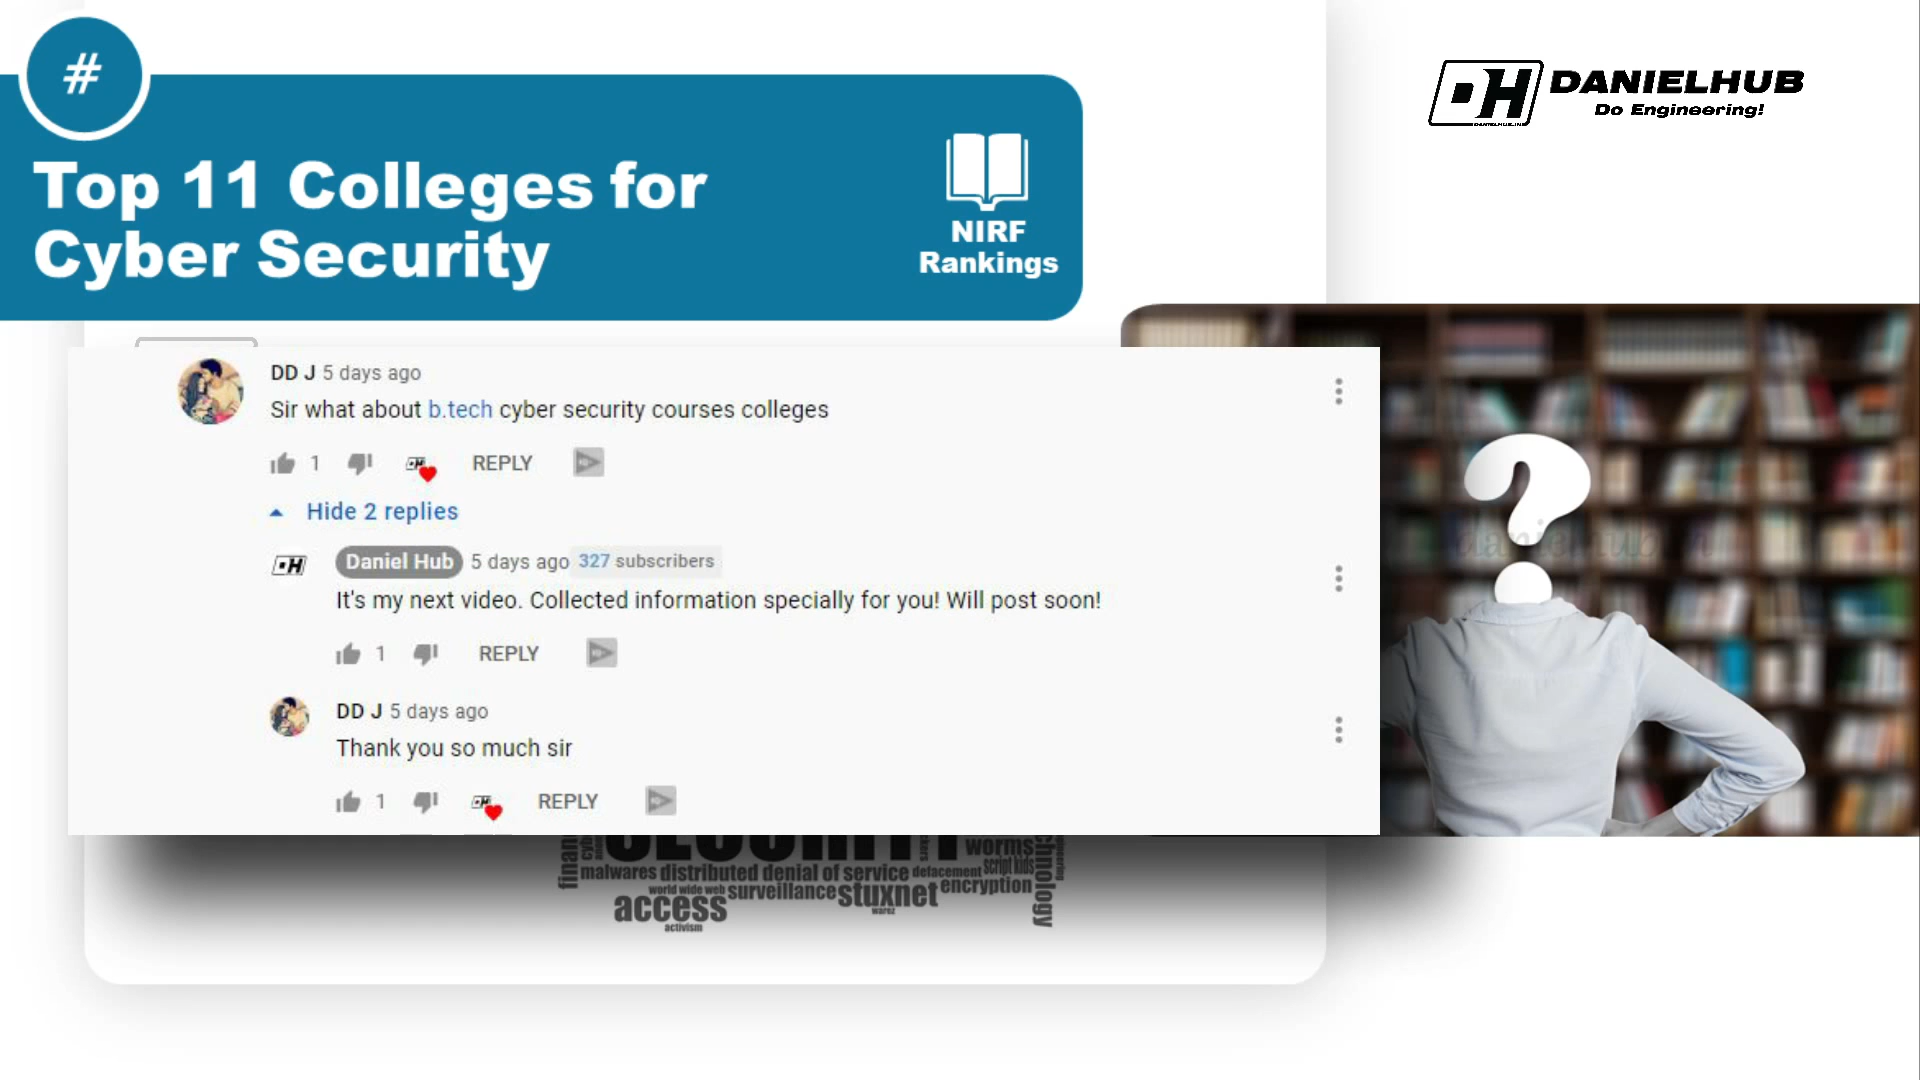 #
Top 11 Colleges for
Cyber Security
NIRF
Rankings
DH DANIELHUB
Do Engineering!
DD J 5 days ago
Sir what about b.tech cyber security courses colleges
1 REPLY
Hide 2 replies
Daniel Hub 5 days ago 327 subscribers
It's my next video. Collected information specially for you! Will post soon!
1 REPLY
DD J 5 days ago
Thank you so much sir
1 REPLY
SECURITY worms
malwares distributed denial of service defacement script kids
world wide web surveillance stuxnet encryption
access
warez
activism